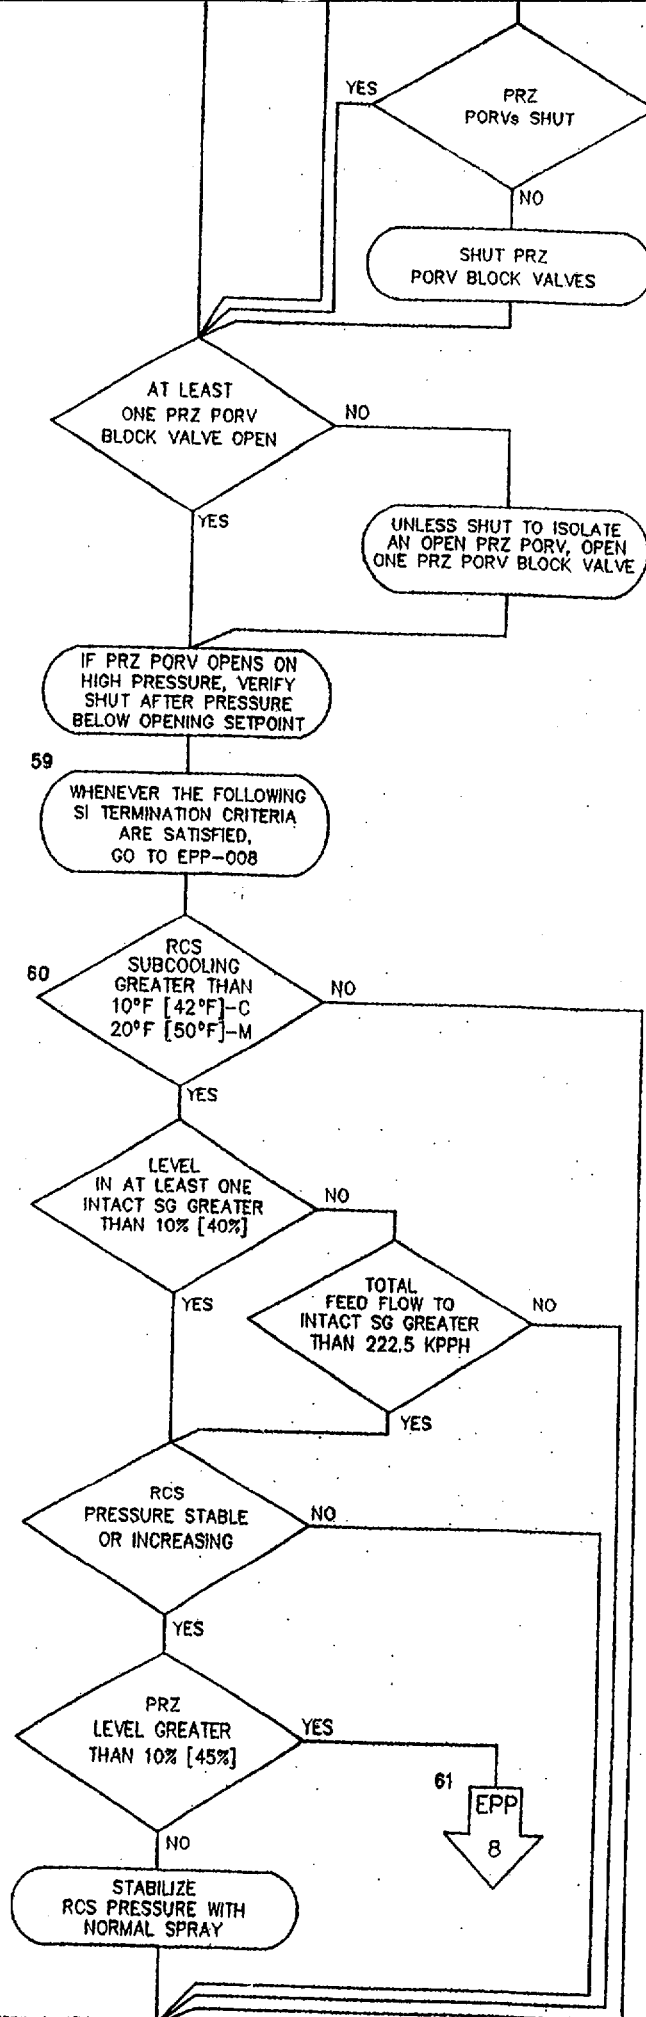 YES
PRZ
PORVs SHUT
NO
SHUT PRZ
PORV BLOCK VALVES
AT LEAST
ONE PRZ PORV
BLOCK VALVE OPEN
NO
YES
UNLESS SHUT TO ISOLATE
AN OPEN PRZ PORV, OPEN
ONE PRZ PORV BLOCK VALVE
IF PRZ PORV OPENS ON
HIGH PRESSURE, VERIFY
SHUT AFTER PRESSURE
BELOW OPENING SETPOINT
59
WHENEVER THE FOLLOWING
SI TERMINATION CRITERIA
ARE SATISFIED,
GO TO EPP-008
60
RCS
SUBCOOLING
GREATER THAN
10°F [42°F]-C
20°F [50°F]-M
NO
YES
LEVEL
IN AT LEAST ONE
INTACT SG GREATER
THAN 10% [40%]
NO
YES
TOTAL
FEED FLOW TO
INTACT SG GREATER
THAN 222.5 KPPH
NO
YES
RCS
PRESSURE STABLE
OR INCREASING
NO
YES
PRZ
LEVEL GREATER
THAN 10% [45%]
YES
61
EPP
8
NO
STABILIZE
RCS PRESSURE WITH
NORMAL SPRAY